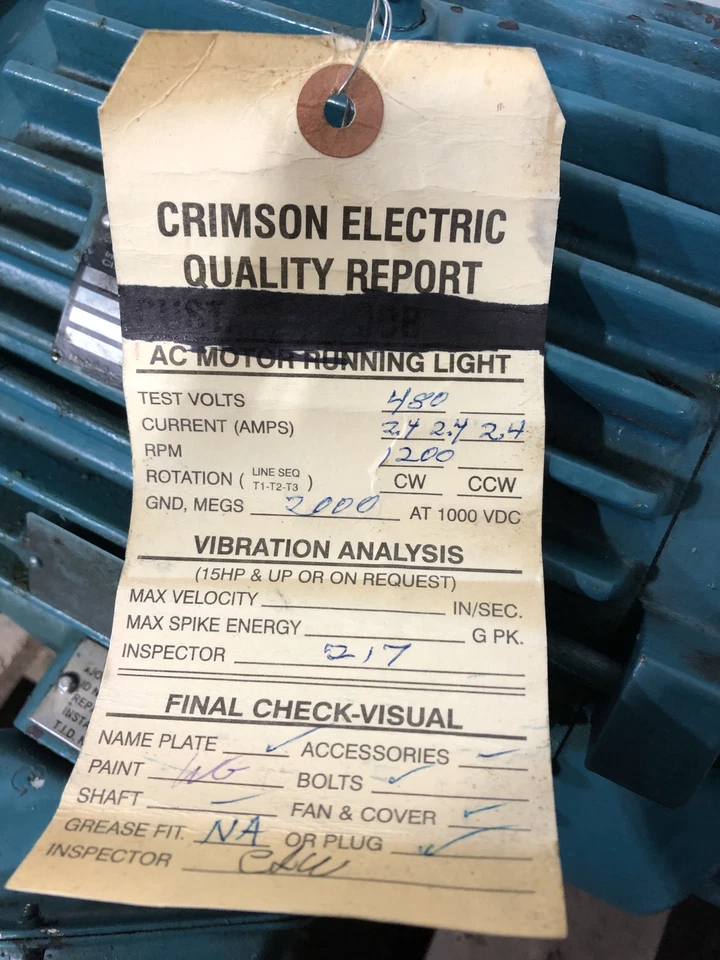 CRIMSON ELECTRIC
QUALITY REPORT
AC MOTOR RUNNING LIGHT
TEST VOLTS 480
CURRENT (AMPS) 2.4 2.4 2.4
RPM 1200
ROTATION ( LINE SEQ T1-T2-T3 ) CW CCW
GND, MEGS 2000 AT 1000 VDC
VIBRATION ANALYSIS
(15HP & UP OR ON REQUEST)
MAX VELOCITY IN/SEC.
MAX SPIKE ENERGY G PK.
INSPECTOR 217
FINAL CHECK-VISUAL
NAME PLATE ✓ ACCESSORIES –
PAINT BOLTS ✓
SHAFT – FAN & COVER ✓
GREASE FIT. NA OR PLUG ✓
INSPECTOR